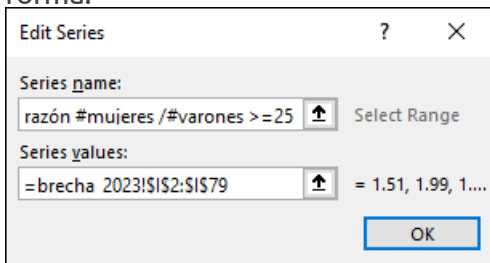 forma:
Edit Series ? ×
Series name:
razón #mujeres /#varones >=25 Select Range
Series values:
=brecha 2023!$I$2:$I$79 = 1.51, 1.99, 1....
OK